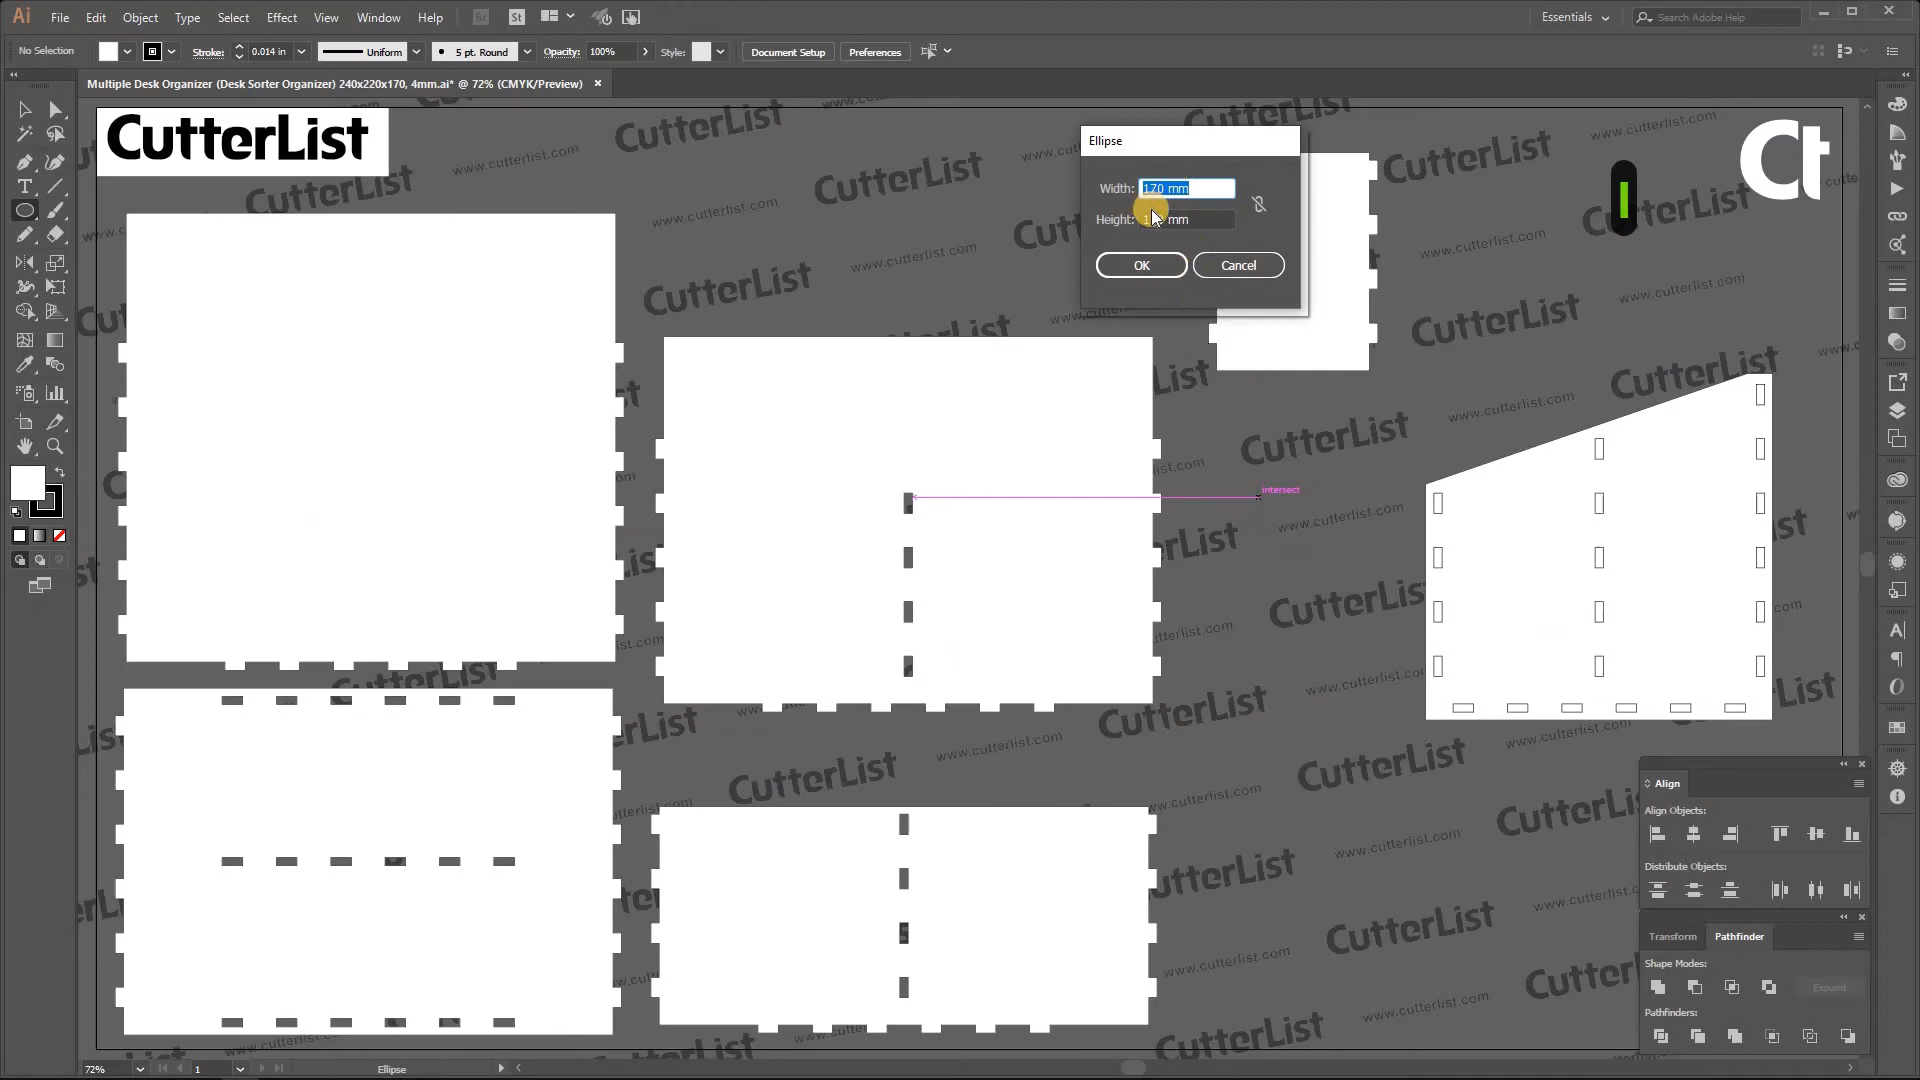 Ai File Edit Object Type Select Effect View Window Help Br St Essentials Search Adobe Help
No Selection Stroke: 0.014 in Uniform 5 pt. Round Opacity: 100% Style: Document Setup Preferences
Multiple Desk Organizer (Desk Sorter Organizer) 240x220x170, 4mm.ai* @ 72% (CMYK/Preview)
CutterList
Ct
Ellipse
Width: 170 mm
Height: mm
OK Cancel
CutterList
www.cutterlist.com
intersect
Align
Align Objects:
Distribute Objects:
Transform Pathfinder
Shape Modes:
Expand
Pathfinders:
72% 1 Ellipse